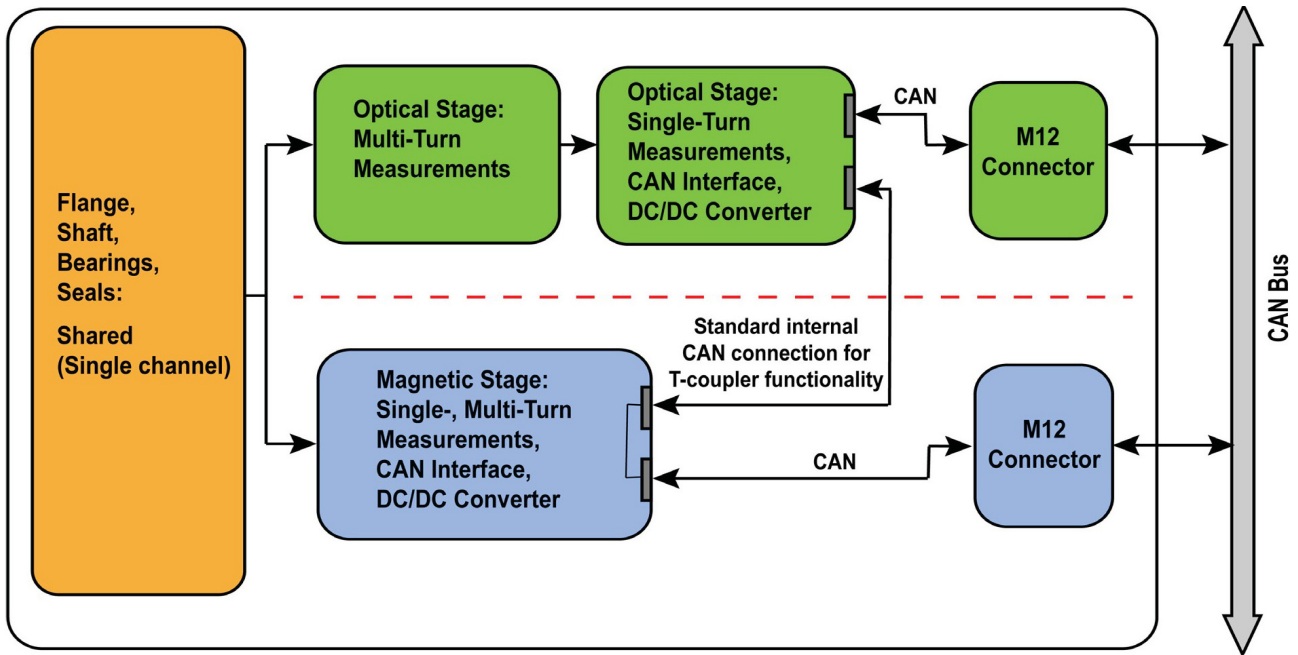 Flange,
Shaft,
Bearings,
Seals:
Shared
(Single channel)
Optical Stage:
Multi-Turn
Measurements
Optical Stage:
Single-Turn
Measurements,
CAN Interface,
DC/DC Converter
CAN
M12
Connector
Standard internal
CAN connection for
T-coupler functionality
Magnetic Stage:
Single-, Multi-Turn
Measurements,
CAN Interface,
DC/DC Converter
CAN
M12
Connector
CAN Bus